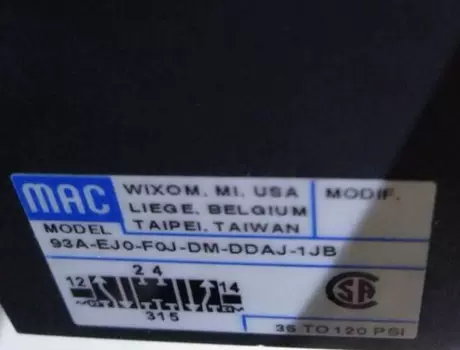 MAC
WIXOM, MI. USA
LIEGE, BELGIUM
TAIPEI, TAIWAN
MODIF.
MODEL
93A-EJ0-F0J-DM-DDAJ-1JB
2 4
12
14
315
SA
35 TO 120 PSI